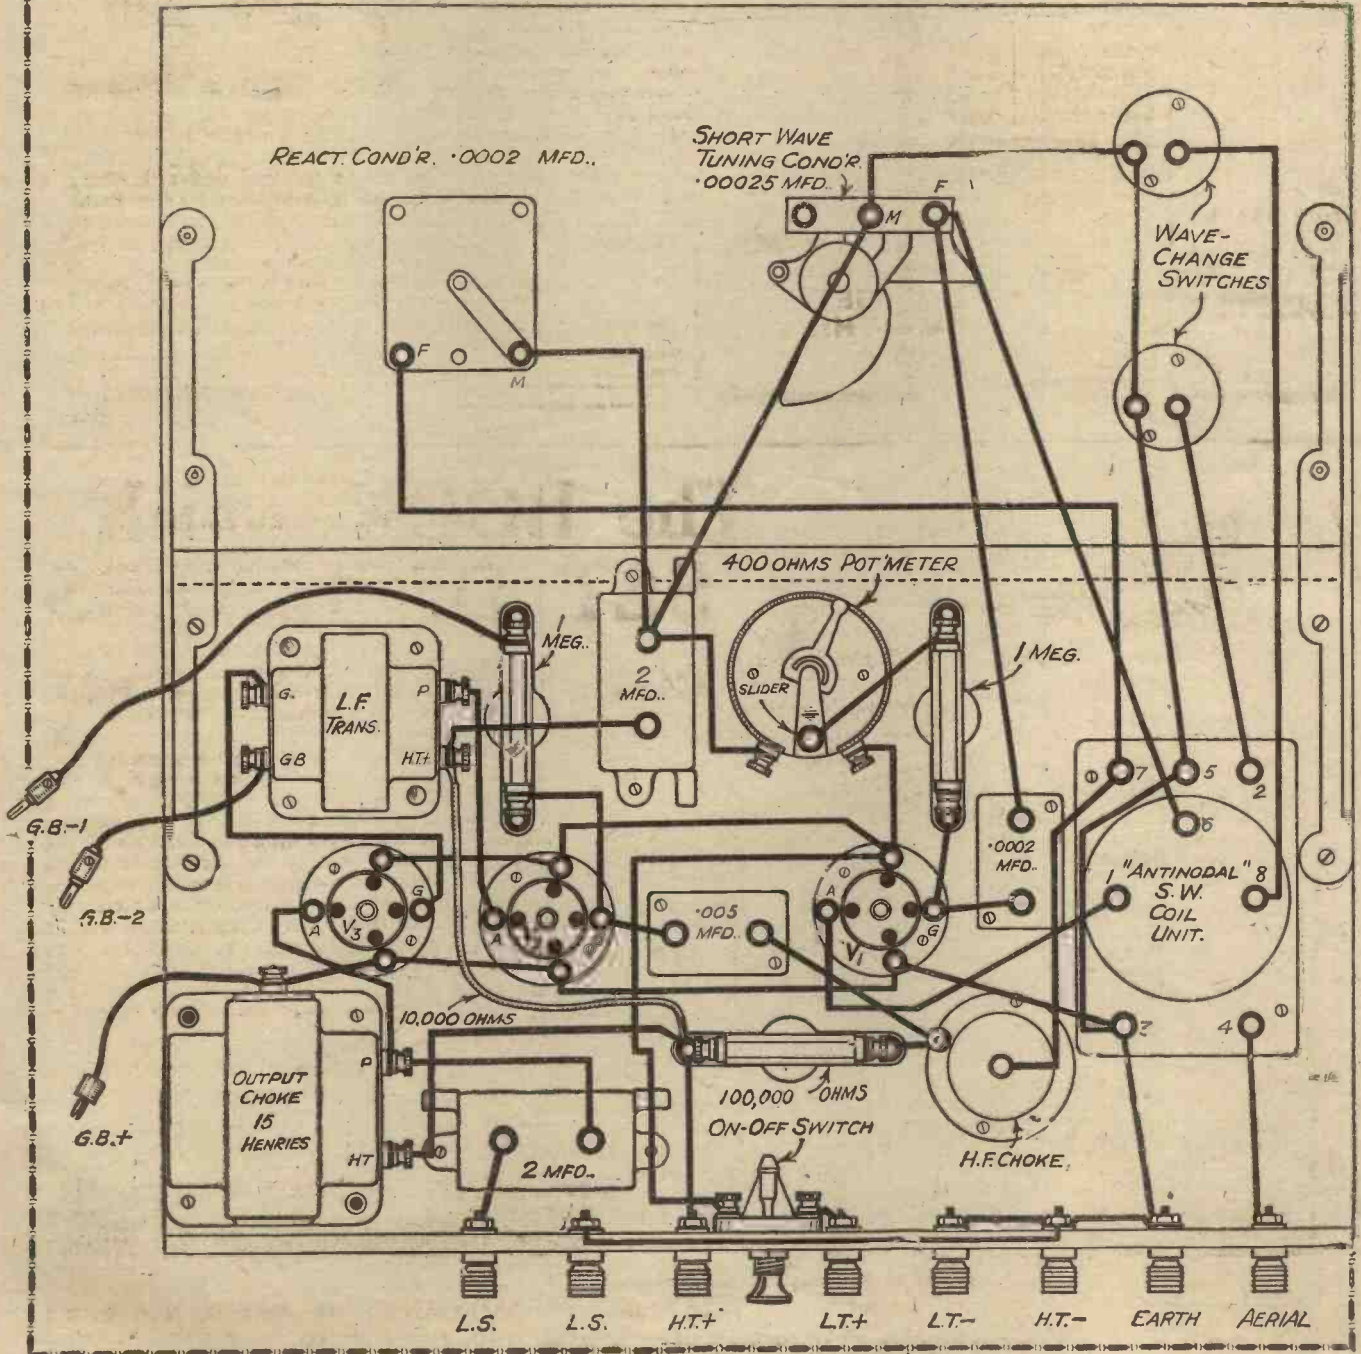 REACT. COND'R. .0002 MFD..
SHORT WAVE
TUNING COND'R.
.00025 MFD.
F
M
WAVE-
CHANGE
SWITCHES
F
M
400 OHMS POT'METER
1
MEG..
1 MEG.
2
MFD..
SLIDER
G.
P
L.F.
TRANS.
GB
H.T.+
G.B.-1
G.B.-2
7
5
2
6
.0002
MFD..
1
"ANTINODAL"
8
S.W.
COIL
UNIT.
A
G
V3
A
.005
MFD..
A
G
V1
3
4
10,000 OHMS
P
OUTPUT
CHOKE
15
HENRIES
HT
G.B.+
100,000 OHMS
ON-OFF SWITCH
H.F. CHOKE.
2 MFD..
L.S.
L.S.
H.T.+
L.T.+
L.T.-
H.T.-
EARTH
AERIAL